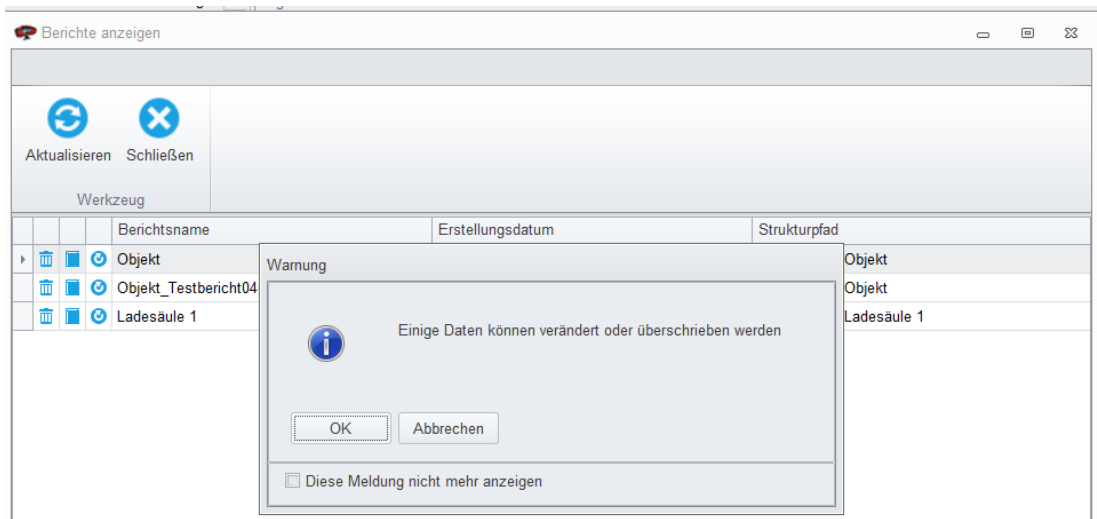 Berichte anzeigen
Aktualisieren Schließen
Werkzeug
Berichtsname Erstellungsdatum Strukturpfad
Objekt Objekt
Objekt_Testbericht04 Objekt
Ladesäule 1 Ladesäule 1
Warnung
Einige Daten können verändert oder überschrieben werden
OK Abbrechen
Diese Meldung nicht mehr anzeigen